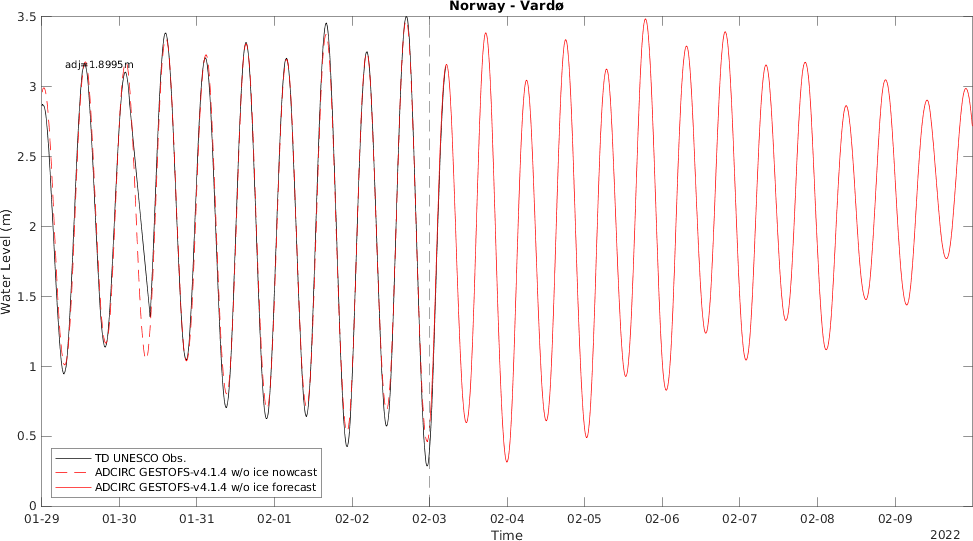 Norway - Vardø
adj=1.8995m
3.5
3
2.5
2
1.5
1
0.5
0
Water Level (m)
TD UNESCO Obs.
ADCIRC GESTOFS-v4.1.4 w/o ice nowcast
ADCIRC GESTOFS-v4.1.4 w/o ice forecast
01-29 01-30 01-31 02-01 02-02 02-03 02-04 02-05 02-06 02-07 02-08 02-09
Time
2022